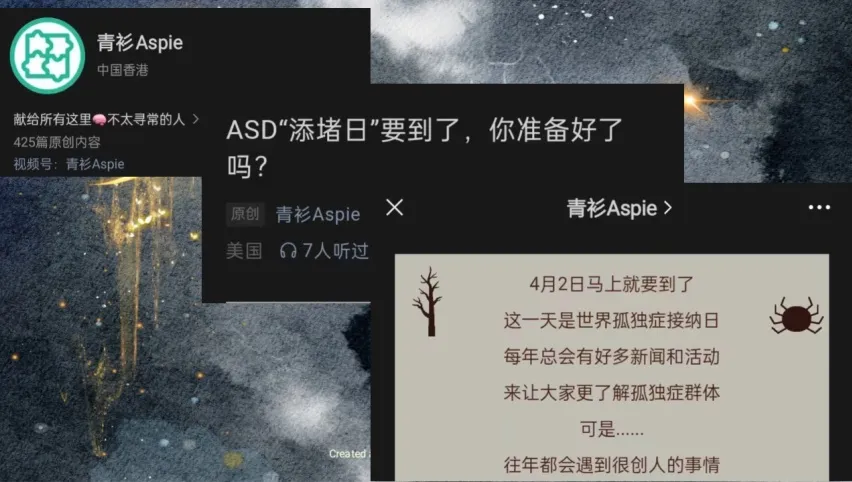 青衫Aspie
中国香港
献给所有这里🧠不太寻常的人 >
425篇原创内容
视频号：青衫Aspie
ASD“添堵日”要到了，你准备好了
吗？
原创 青衫Aspie
美国 7人听过
青衫Aspie >
4月2日马上就要到了
这一天是世界孤独症接纳日
每年总会有好多新闻和活动
来让大家更了解孤独症群体
可是......
往年都会遇到很创人的事情
Created